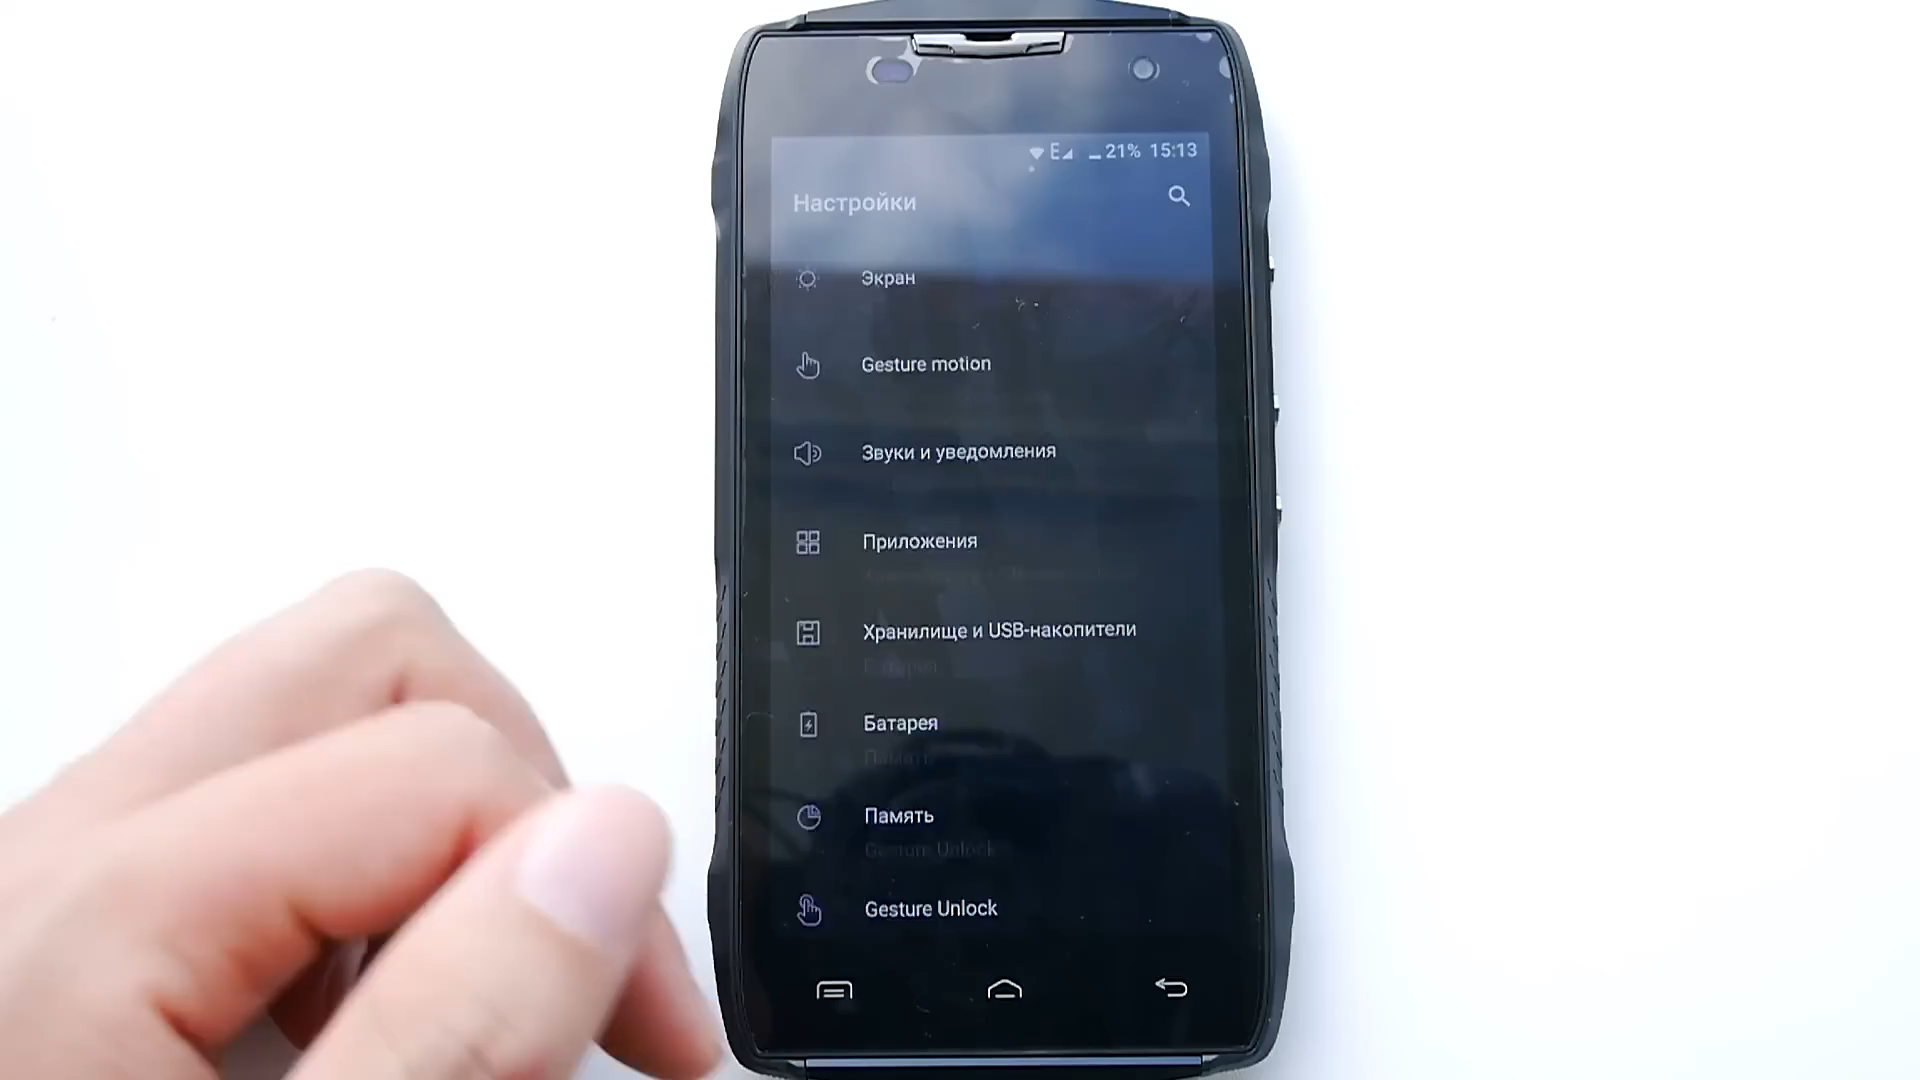 E 21% 15:13
Настройки
Экран
Gesture motion
Звуки и уведомления
Приложения
Хранилище и USB-накопители
Батарея
Память
Gesture Unlock